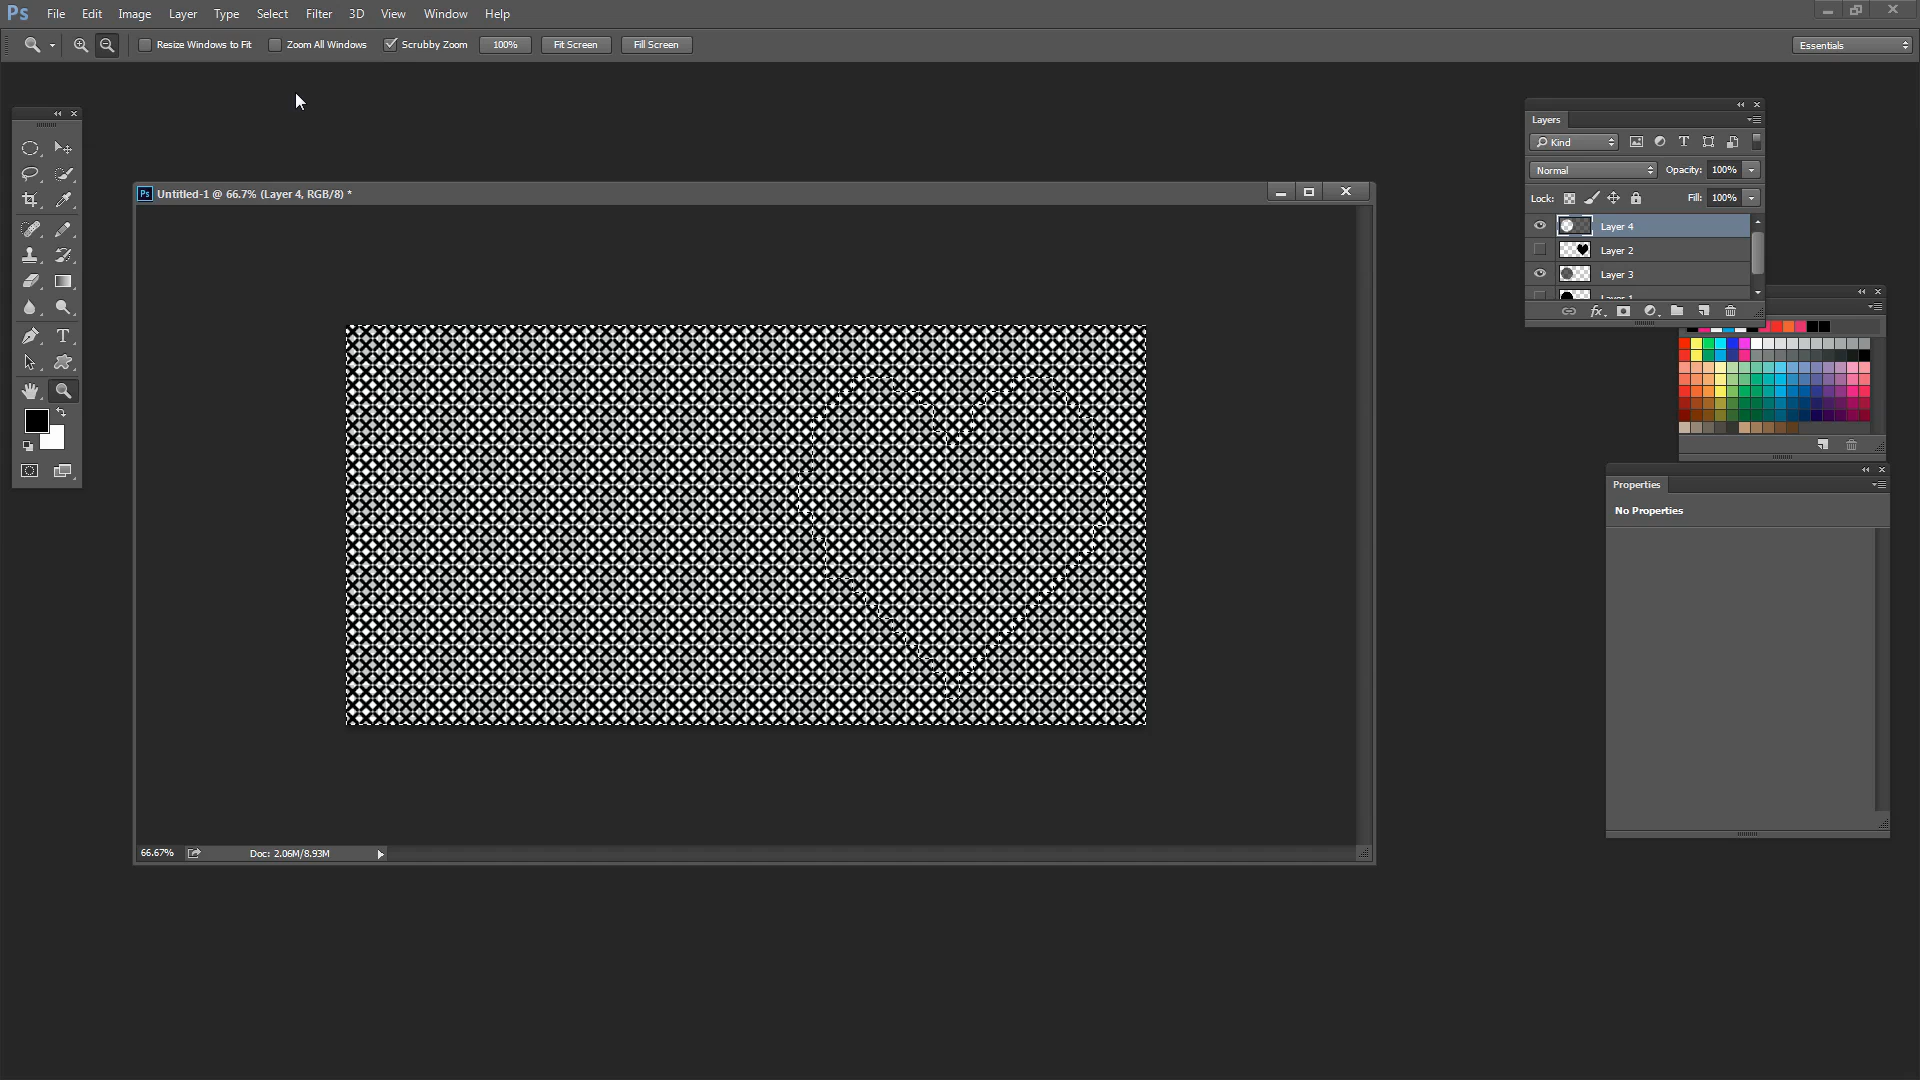 Ps File Edit Image Layer Type Select Filter 3D View Window Help
Resize Windows to Fit Zoom All Windows Scrubby Zoom 100% Fit Screen Fill Screen Essentials
Layers
Kind
Normal Opacity: 100%
Lock: Fill: 100%
Layer 4
Layer 2
Layer 3
Layer 1
Ps Untitled-1 @ 66.7% (Layer 4, RGB/8) *
Properties
No Properties
66.67% Doc: 2.06M/8.93M